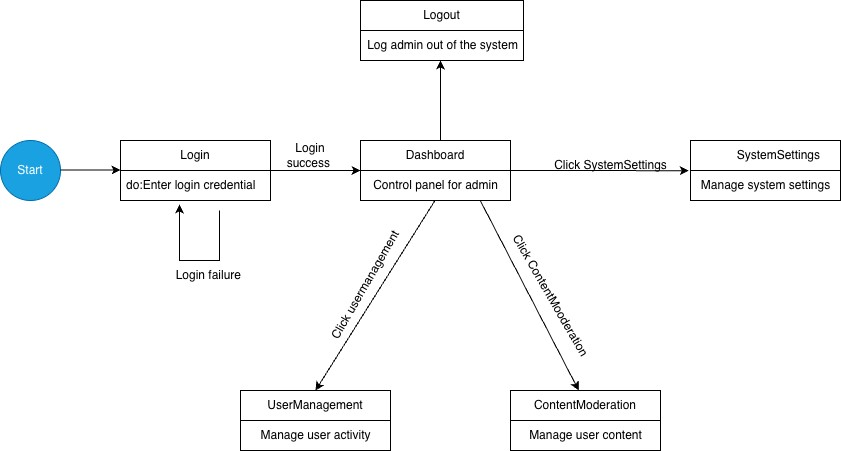 Logout
Log admin out of the system
Start
Login
do:Enter login credential
Login
success
Dashboard
Control panel for admin
Click SystemSettings
SystemSettings
Manage system settings
Login failure
Click usermanagement
Click ContentMooderation
UserManagement
Manage user activity
ContentModeration
Manage user content